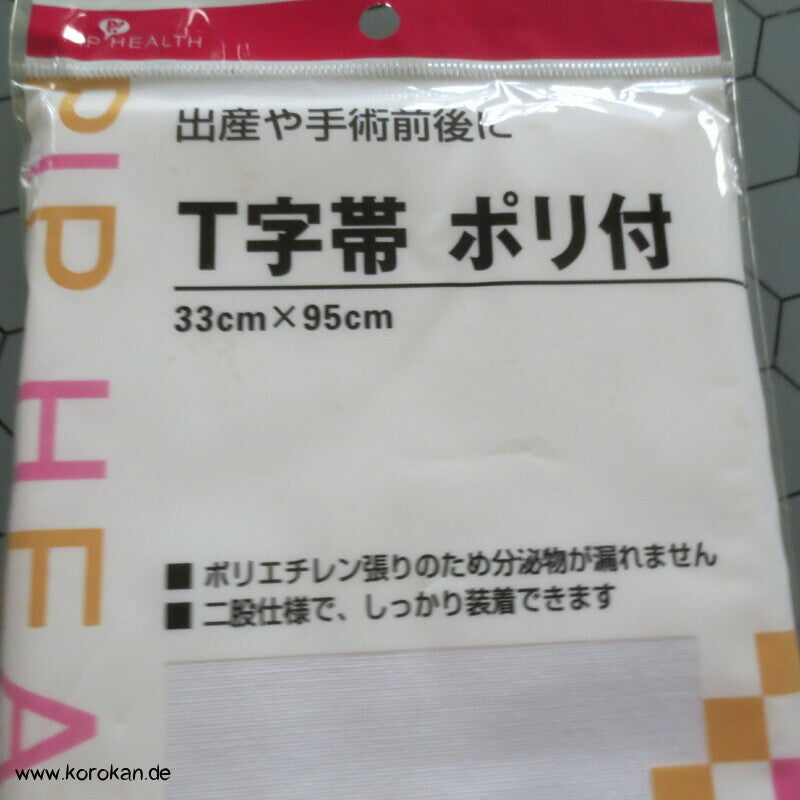 PIP HEALTH
出産や手術前後に
T字帯 ポリ付
33cm×95cm
■ ポリエチレン張りのため分泌物が漏れません
■ 二股仕様で、しっかり装着できます
PIP HEA
www.korokan.de